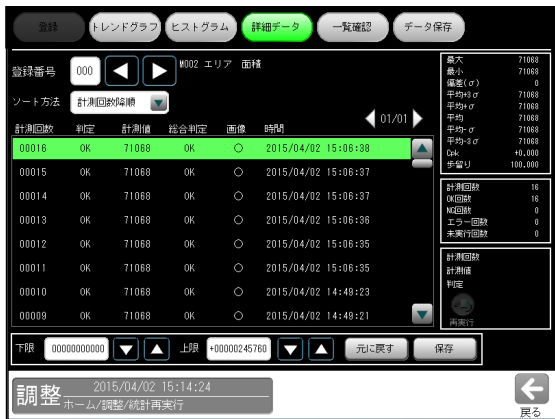 登録 トレンドグラフ ヒストグラム 詳細データ 一覧確認 データ保存
登録番号 000 M002 エリア 面積
ソート方法 計測回数降順
01/01
計測回数 判定 計測値 総合判定 画像 時間
00016 OK 71068 OK ○ 2015/04/02 15:06:38
00015 OK 71068 OK ○ 2015/04/02 15:06:37
00014 OK 71068 OK ○ 2015/04/02 15:06:37
00013 OK 71068 OK ○ 2015/04/02 15:06:36
00012 OK 71068 OK ○ 2015/04/02 15:06:35
00011 OK 71068 OK ○ 2015/04/02 15:06:35
00010 OK 71068 OK ○ 2015/04/02 14:49:23
00009 OK 71068 OK ○ 2015/04/02 14:49:21
最大 71068
最小 71068
偏差(σ) 0
平均+3σ 71068
平均+σ 71068
平均 71068
平均-σ 71068
平均-3σ 71068
Cpk +0.000
歩留り 100.000
計測回数 16
OK回数 16
NG回数 0
エラー回数 0
未実行回数 0
計測回数
計測値
判定
再実行
下限 00000000000 上限 +00000245760 元に戻す 保存
調整 2015/04/02 15:14:24
ホーム/調整/統計再実行
戻る